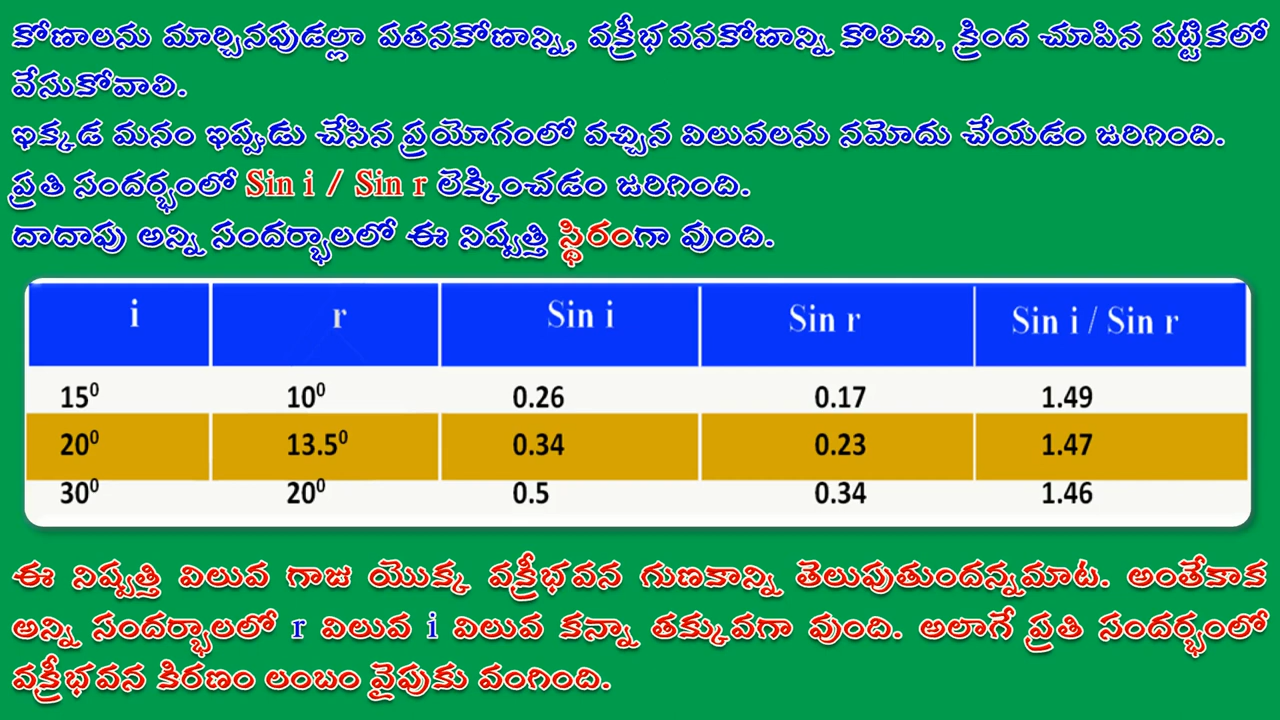 కోణాలను మార్చినపుడల్లా పతనకోణాన్ని, వక్రీభవనకోణాన్ని కొలిచి, క్రింద చూపిన పట్టికలో
వేసుకోవాలి.
ఇక్కడ మనం ఇప్పుడు చేసిన ప్రయోగంలో వచ్చిన విలువలను నమోదు చేయడం జరిగింది.
ప్రతి సందర్భంలో Sin i / Sin r లెక్కించడం జరిగింది.
దాదాపు అన్ని సందర్భాలలో ఈ నిష్పత్తి స్థిరంగా వుంది.
i r Sin i Sin r Sin i / Sin r
15⁰ 10⁰ 0.26 0.17 1.49
20⁰ 13.5⁰ 0.34 0.23 1.47
30⁰ 20⁰ 0.5 0.34 1.46
ఈ నిష్పత్తి విలువ గాజు యొక్క వక్రీభవన గుణకాన్ని తెలుపుతుందన్నమాట. అంతేకాక
అన్ని సందర్భాలలో r విలువ i విలువ కన్నా తక్కువగా వుంది. అలాగే ప్రతి సందర్భంలో
వక్రీభవన కిరణం లంబం వైపుకు వంగింది.